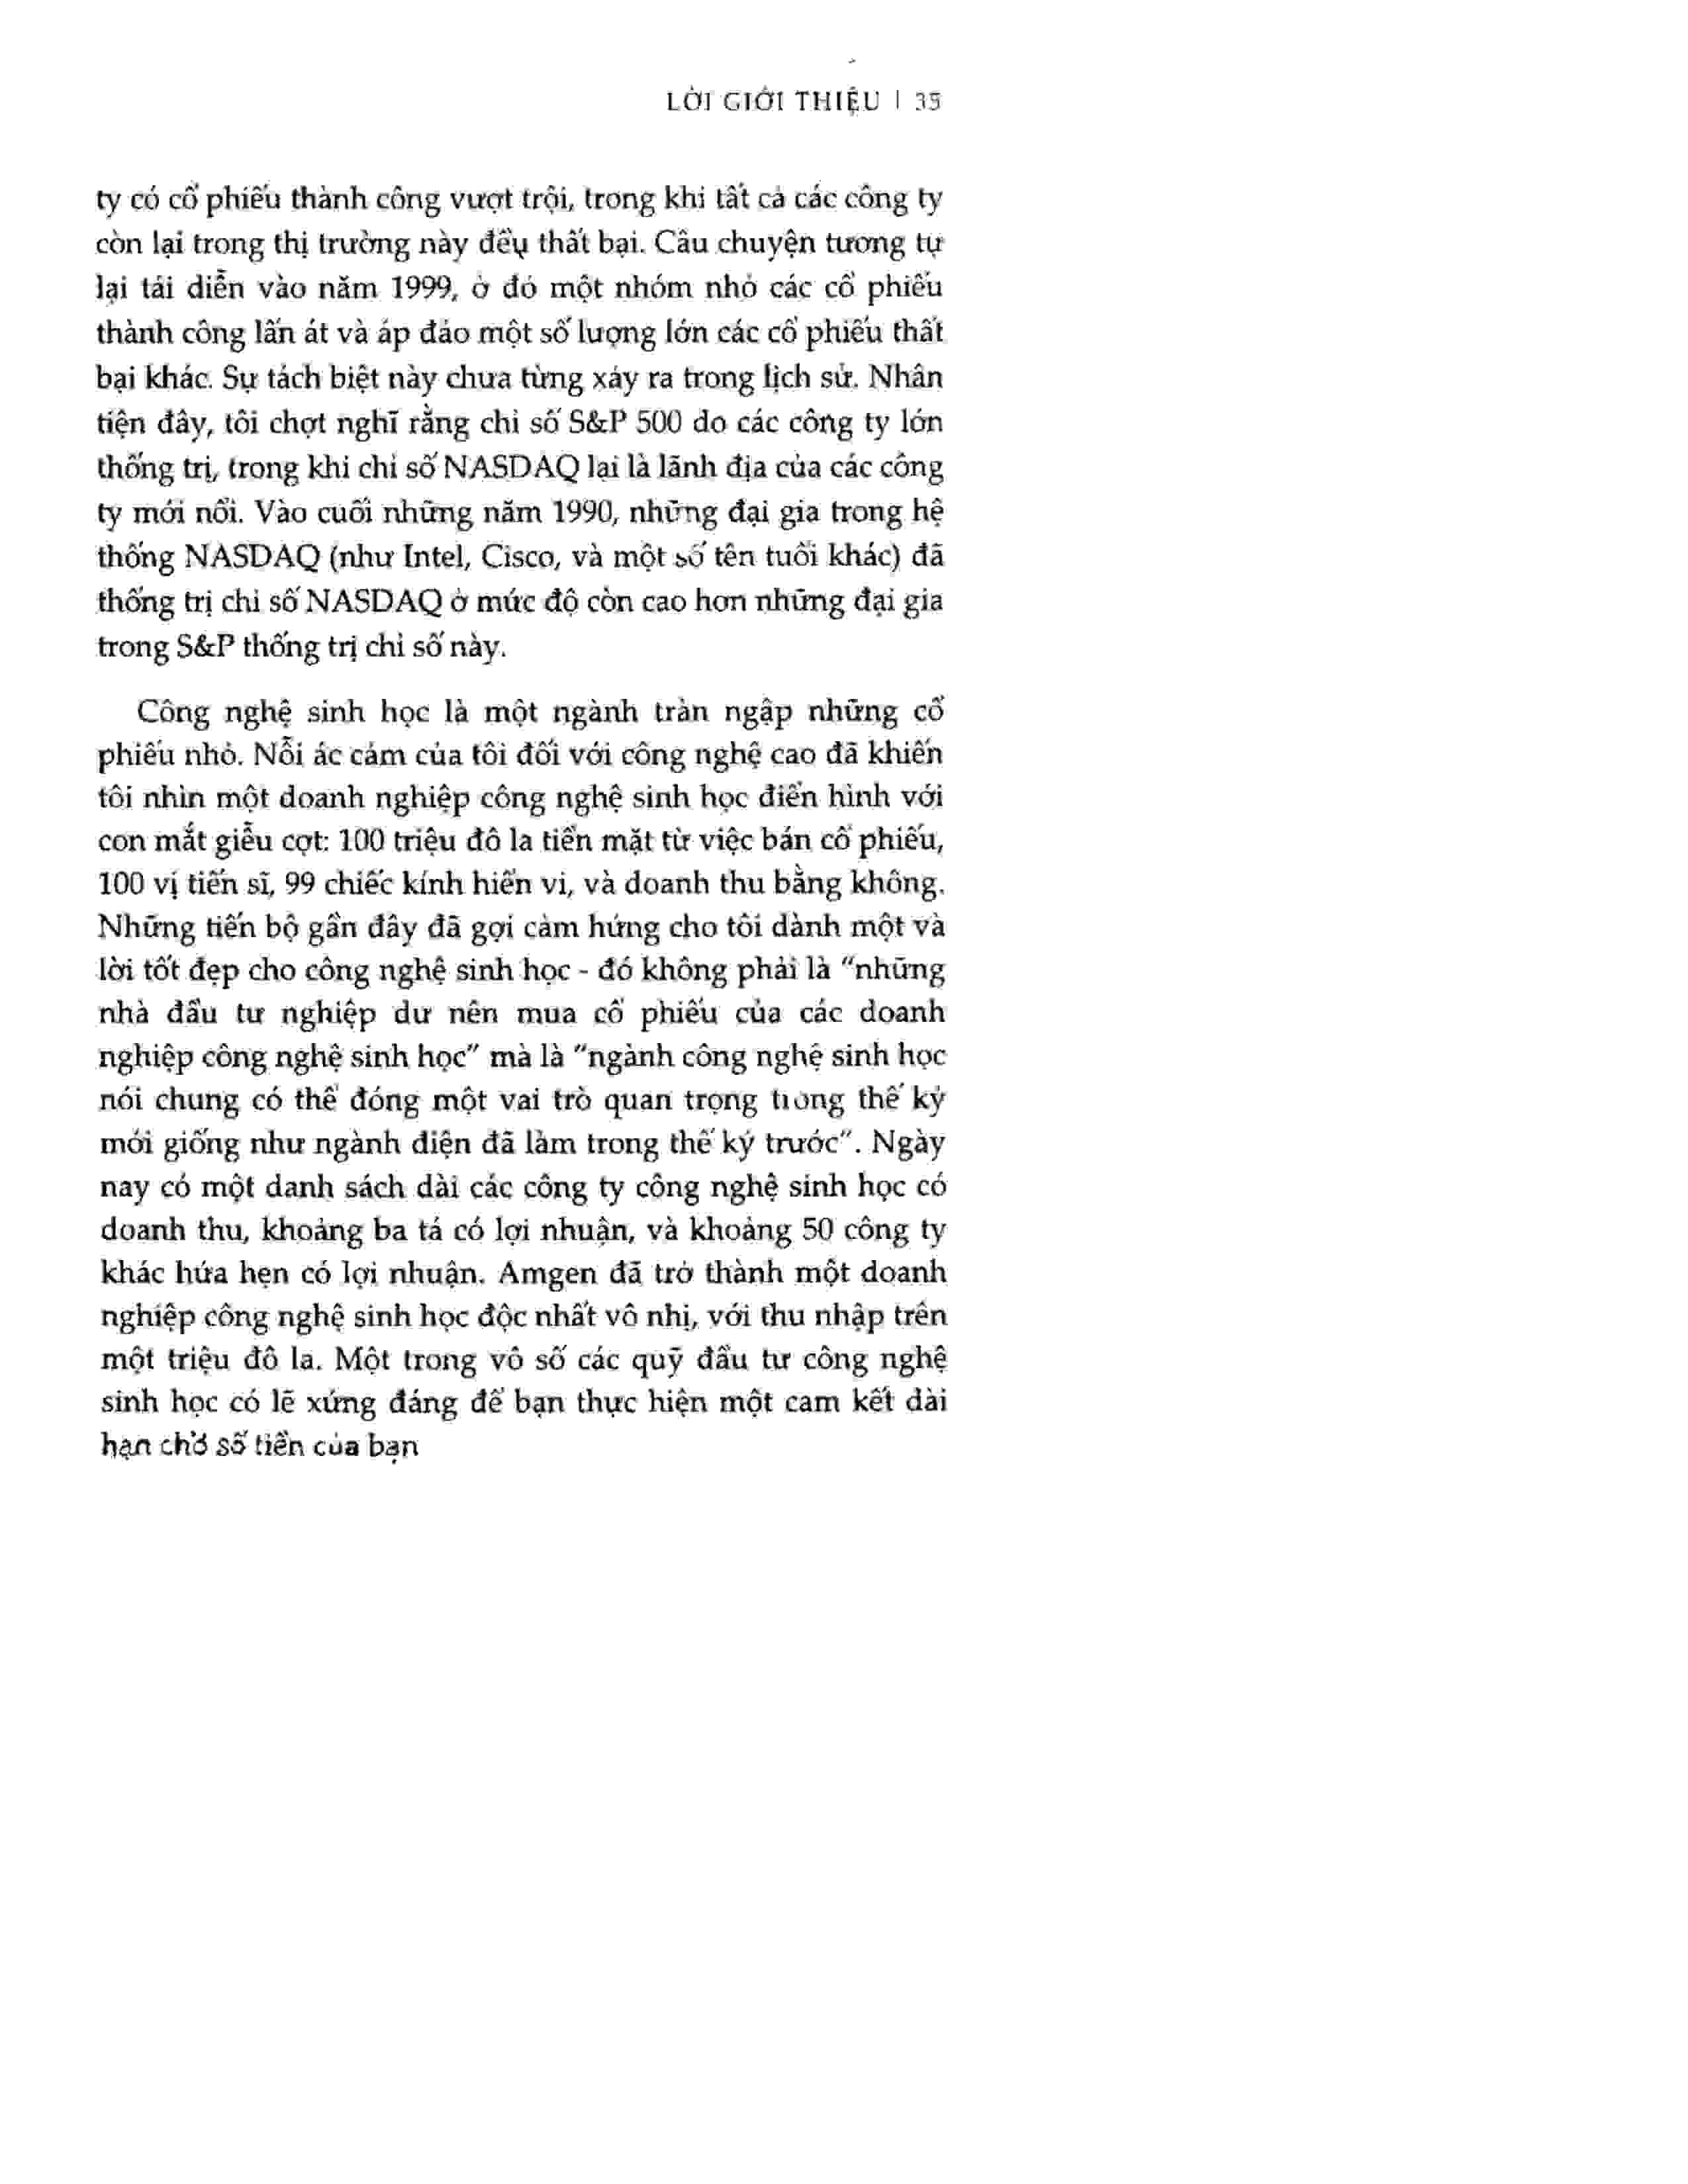 LỜI GIỚI THIỆU | 35
ty có cổ phiếu thành công vượt trội, trong khi tất cả các công ty
còn lại trong thị trường này đều thất bại. Câu chuyện tương tự
lại tái diễn vào năm 1999, ở đó một nhóm nhỏ các cổ phiếu
thành công lấn át và áp đảo một số lượng lớn các cổ phiếu thất
bại khác. Sự tách biệt này chưa từng xảy ra trong lịch sử. Nhân
tiện đây, tôi chợt nghĩ rằng chỉ số S&P 500 do các công ty lớn
thống trị, trong khi chỉ số NASDAQ lại là lãnh địa của các công
ty mới nổi. Vào cuối những năm 1990, những đại gia trong hệ
thống NASDAQ (như Intel, Cisco, và một số tên tuổi khác) đã
thống trị chỉ số NASDAQ ở mức độ còn cao hơn những đại gia
trong S&P thống trị chỉ số này.
Công nghệ sinh học là một ngành tràn ngập những cổ
phiếu nhỏ. Nỗi ác cảm của tôi đối với công nghệ cao đã khiến
tôi nhìn một doanh nghiệp công nghệ sinh học điển hình với
con mắt giễu cợt: 100 triệu đô la tiền mặt từ việc bán cổ phiếu,
100 vị tiến sĩ, 99 chiếc kính hiển vi, và doanh thu bằng không.
Những tiến bộ gần đây đã gợi cảm hứng cho tôi dành một và
lời tốt đẹp cho công nghệ sinh học - đó không phải là “những
nhà đầu tư nghiệp dư nên mua cổ phiếu của các doanh
nghiệp công nghệ sinh học” mà là “ngành công nghệ sinh học
nói chung có thể đóng một vai trò quan trọng trong thế kỷ
mới giống như ngành điện đã làm trong thế kỷ trước”. Ngày
nay có một danh sách dài các công ty công nghệ sinh học có
doanh thu, khoảng ba tá có lợi nhuận, và khoảng 50 công ty
khác hứa hẹn có lợi nhuận. Amgen đã trở thành một doanh
nghiệp công nghệ sinh học độc nhất vô nhị, với thu nhập trên
một triệu đô la. Một trong vô số các quỹ đầu tư công nghệ
sinh học có lẽ xứng đáng để bạn thực hiện một cam kết dài
hạn cho số tiền của bạn